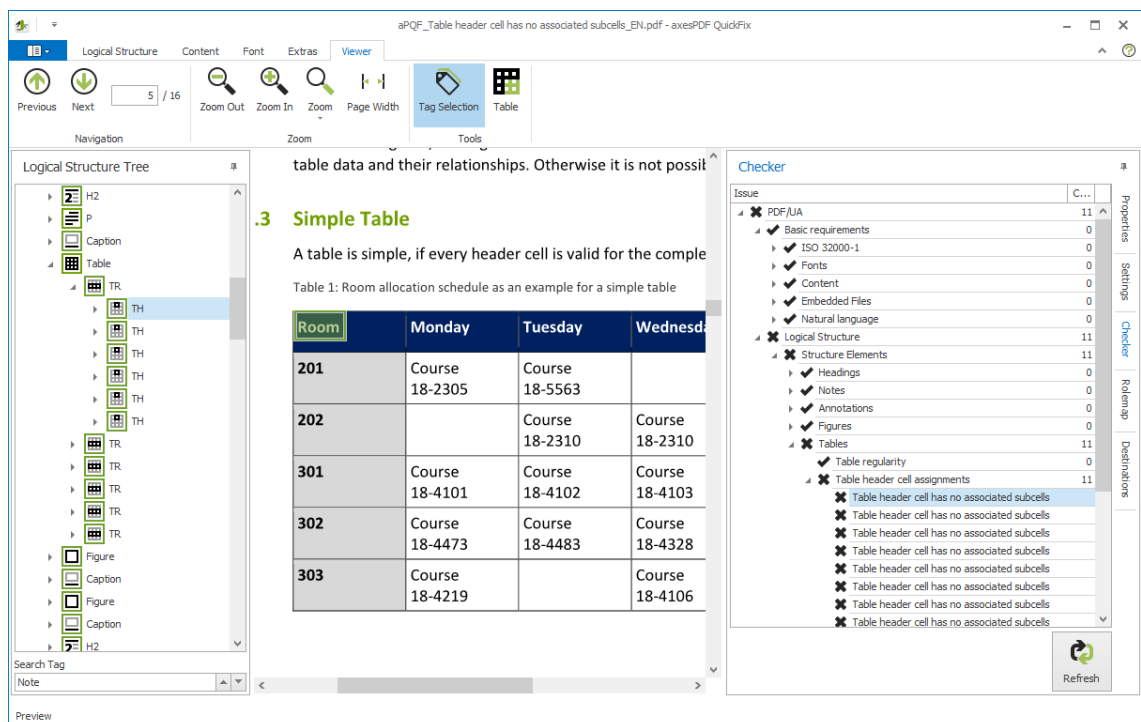 aPQF_Table header cell has no associated subcells_EN.pdf - axesPDF QuickFix
Logical Structure Content Font Extras Viewer
Previous Next 5 / 16 Zoom Out Zoom In Zoom Page Width Tag Selection Table
Navigation Zoom Tools
Logical Structure Tree
H2
P
Caption
Table
TR
TH
TH
TH
TH
TH
TH
TR
TR
TR
TR
TR
Figure
Caption
Figure
Caption
H2
Search Tag
Note
Preview
table data and their relationships. Otherwise it is not possib
.3 Simple Table
A table is simple, if every header cell is valid for the comple
Table 1: Room allocation schedule as an example for a simple table
Room Monday Tuesday Wednesda
201 Course Course
18-2305 18-5563
202 Course Course
18-2310 18-2310
301 Course Course Course
18-4101 18-4102 18-4103
302 Course Course Course
18-4473 18-4483 18-4328
303 Course Course
18-4219 18-4106
Checker
Issue C...
PDF/UA 11
Basic requirements 0
ISO 32000-1 0
Fonts 0
Content 0
Embedded Files 0
Natural language 0
Logical Structure 11
Structure Elements 11
Headings 0
Notes 0
Annotations 0
Figures 0
Tables 11
Table regularity 0
Table header cell assignments 11
Table header cell has no associated subcells
Table header cell has no associated subcells
Table header cell has no associated subcells
Table header cell has no associated subcells
Table header cell has no associated subcells
Table header cell has no associated subcells
Table header cell has no associated subcells
Table header cell has no associated subcells
Refresh
Properties
Settings
Checker
Rolemap
Destinations